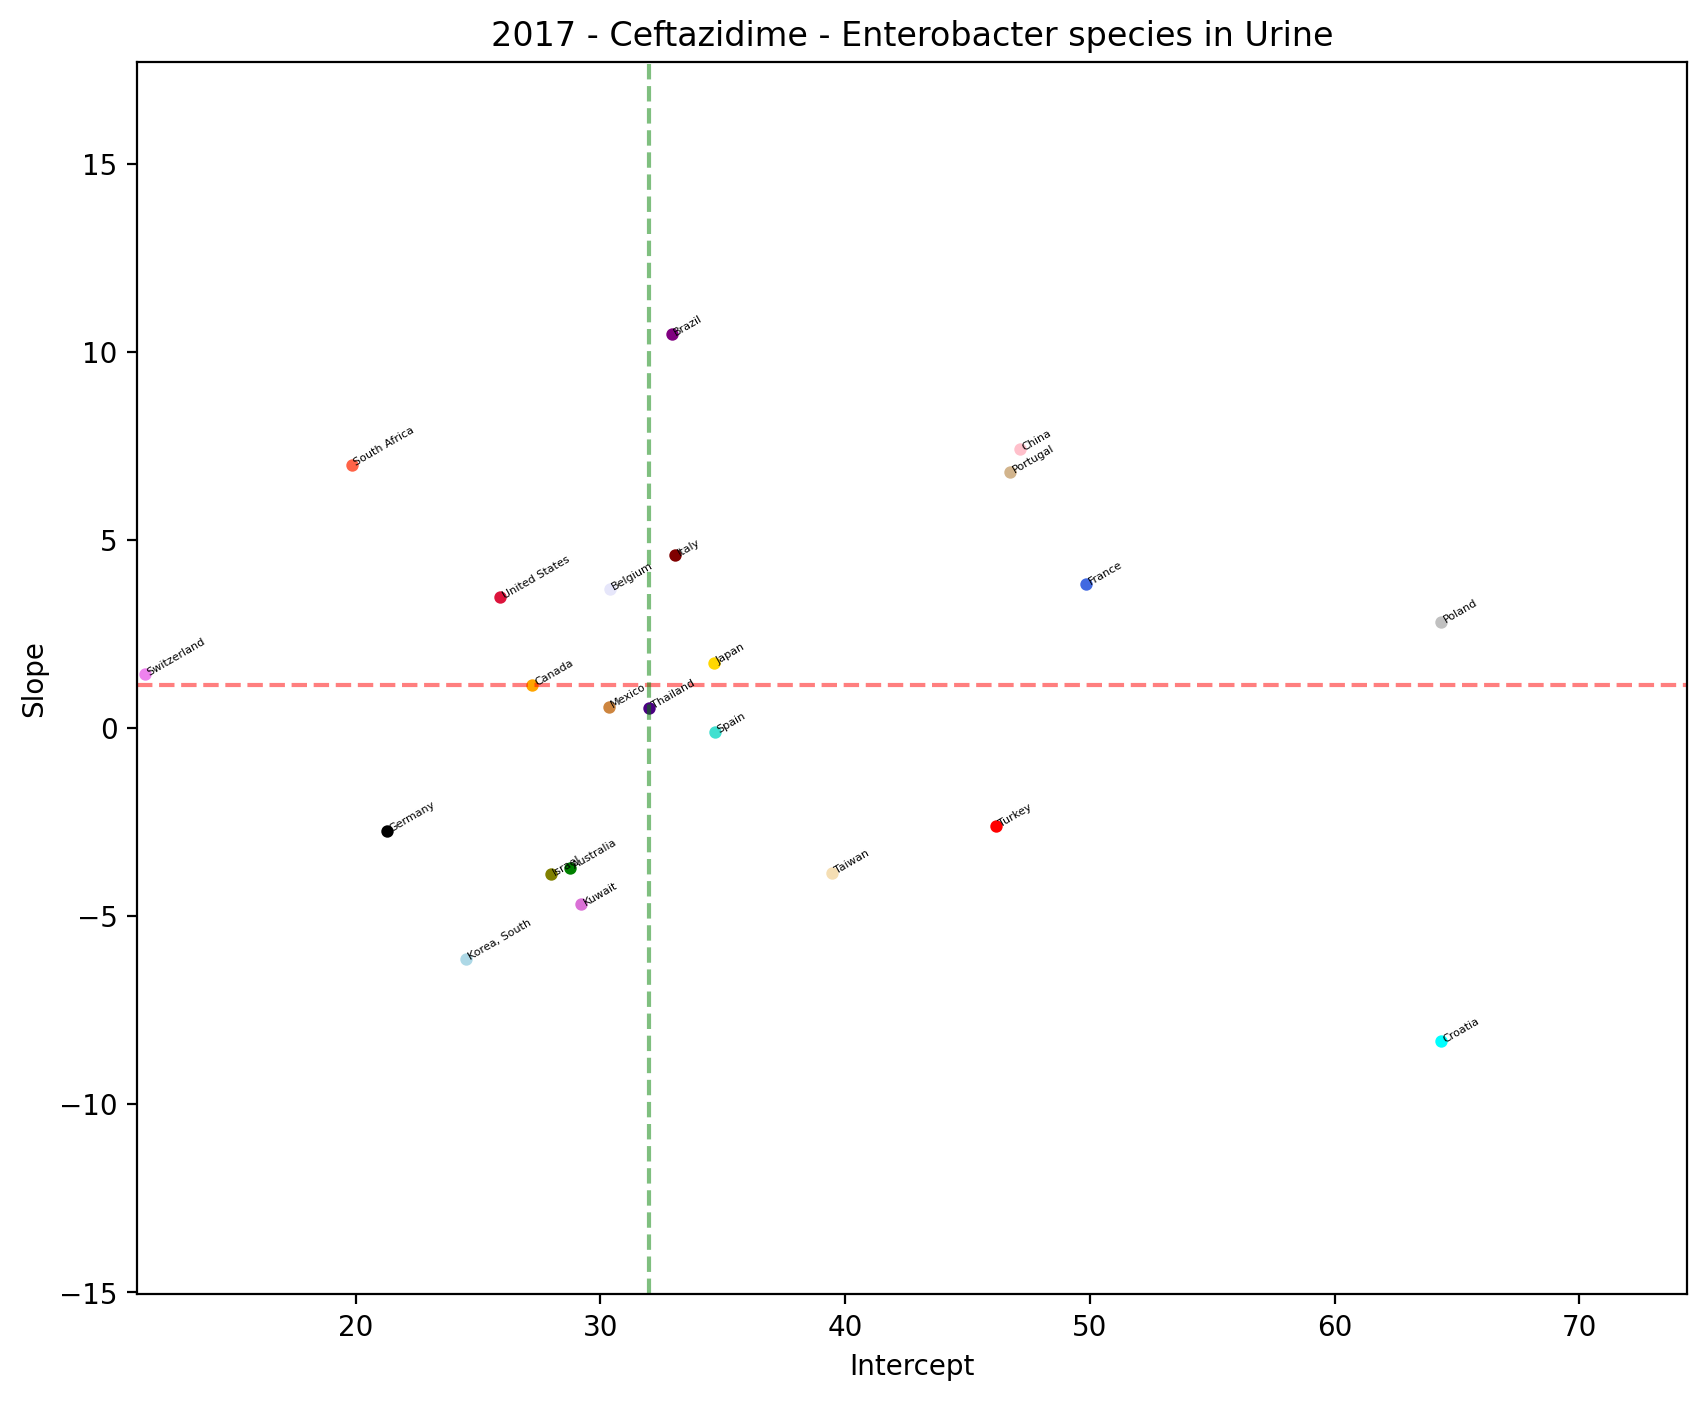 2017 - Ceftazidime - Enterobacter species in Urine
15
10
5
0
−5
−10
−15
Slope
Brazil
China
South Africa
Portugal
Italy
France
Belgium
United States
Poland
Switzerland
Japan
Canada
Mexico
Thailand
Spain
Germany
Turkey
Australia
Israel
Taiwan
Kuwait
Korea, South
Croatia
20
30
40
50
60
70
Intercept